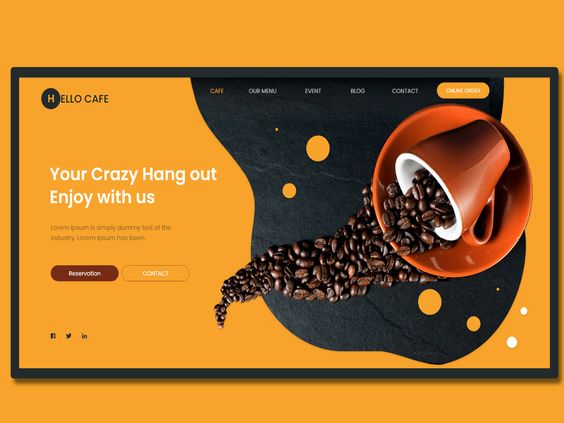 HELLO CAFE
CAFE
OUR MENU
EVENT
BLOG
CONTACT
ONLINE ORDER
Your Crazy Hang out
Enjoy with us
Lorem Ipsum is simply dummy text of the
industry. Lorem Ipsum has been.
Reservation
CONTACT